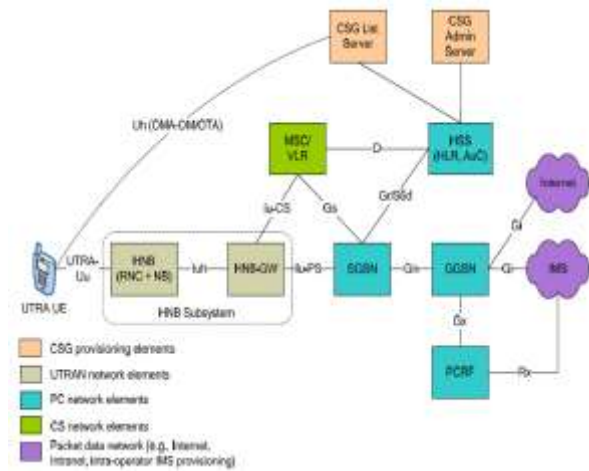 CSG List
Server
CSG
Admin
Server
Uh (OMA-DM/OTA)
MSC/
VLR
D
HSS
(HLR, AuC)
Internet
Iu-CS
Gs
Gr/S6d
Gi
UTRA UE
UTRA-
Uu
HNB
(RNC + NB)
Iuh
HNB-GW
Iu-PS
SGSN
Gn
GGSN
Gi
IMS
HNB Subsystem
Gx
PCRF
Rx
CSG provisioning elements
UTRAN network elements
PC network elements
CS network elements
Packet data network (e.g., Internet,
Intranet, intra-operator IMS provisioning)